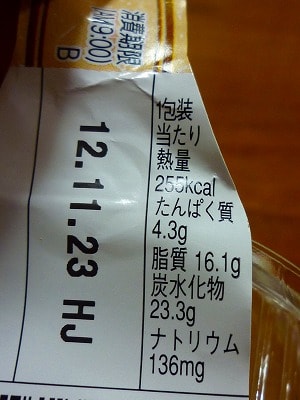 消費期限
(AM9:00)
B
12.11.23 HJ
1包装
当たり
熱量
255kcal
たんぱく質
4.3g
脂質 16.1g
炭水化物
23.3g
ナトリウム
136mg